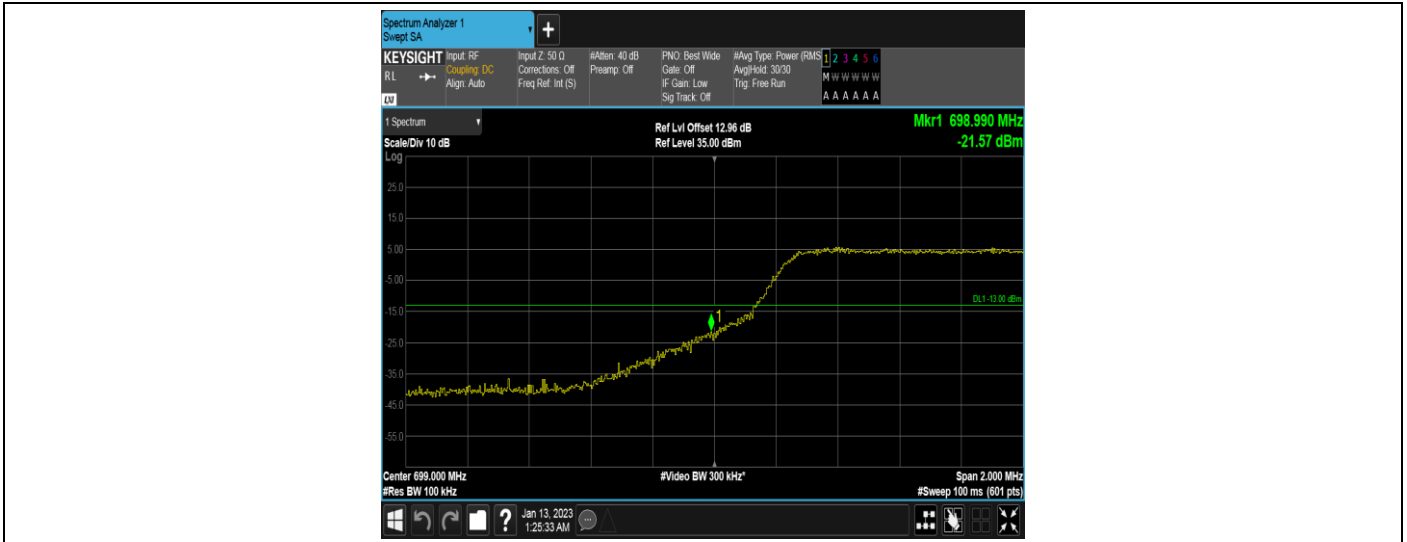 Spectrum Analyzer 1
Swept SA
+
KEYSIGHT Input: RF Input Z: 50 Ω #Atten: 40 dB PNO: Best Wide #Avg Type: Power (RMS 1 2 3 4 5 6
RL Coupling: DC Corrections: Off Preamp: Off Gate: Off Avg|Hold: 30/30 M W W W W W
Align: Auto Freq Ref: Int (S) IF Gain: Low Trig: Free Run
LXI Sig Track: Off A A A A A A
1 Spectrum Ref Lvl Offset 12.96 dB Mkr1 698.990 MHz
Scale/Div 10 dB Ref Level 35.00 dBm -21.57 dBm
Log
25.0
15.0
5.00
-5.00
DL1 -13.00 dBm
-15.0
1
-25.0
-35.0
-45.0
-55.0
Center 699.000 MHz #Video BW 300 kHz* Span 2.000 MHz
#Res BW 100 kHz #Sweep 100 ms (601 pts)
? Jan 13, 2023
1:25:33 AM